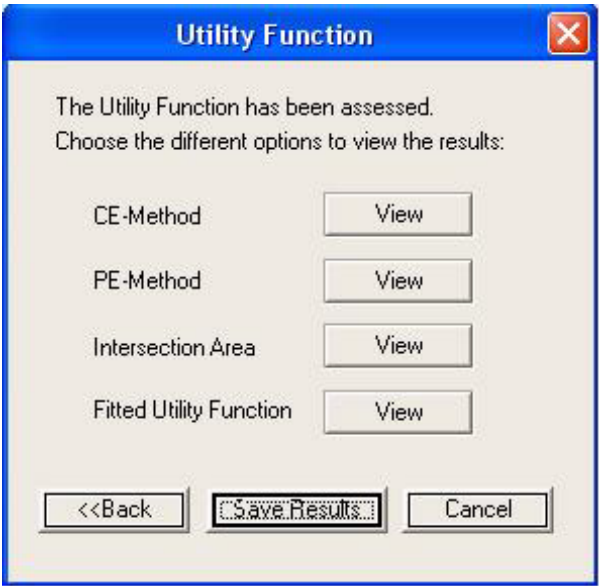 Utility Function
The Utility Function has been assessed.
Choose the different options to view the results:
CE-Method View
PE-Method View
Intersection Area View
Fitted Utility Function View
<<Back Save Results Cancel